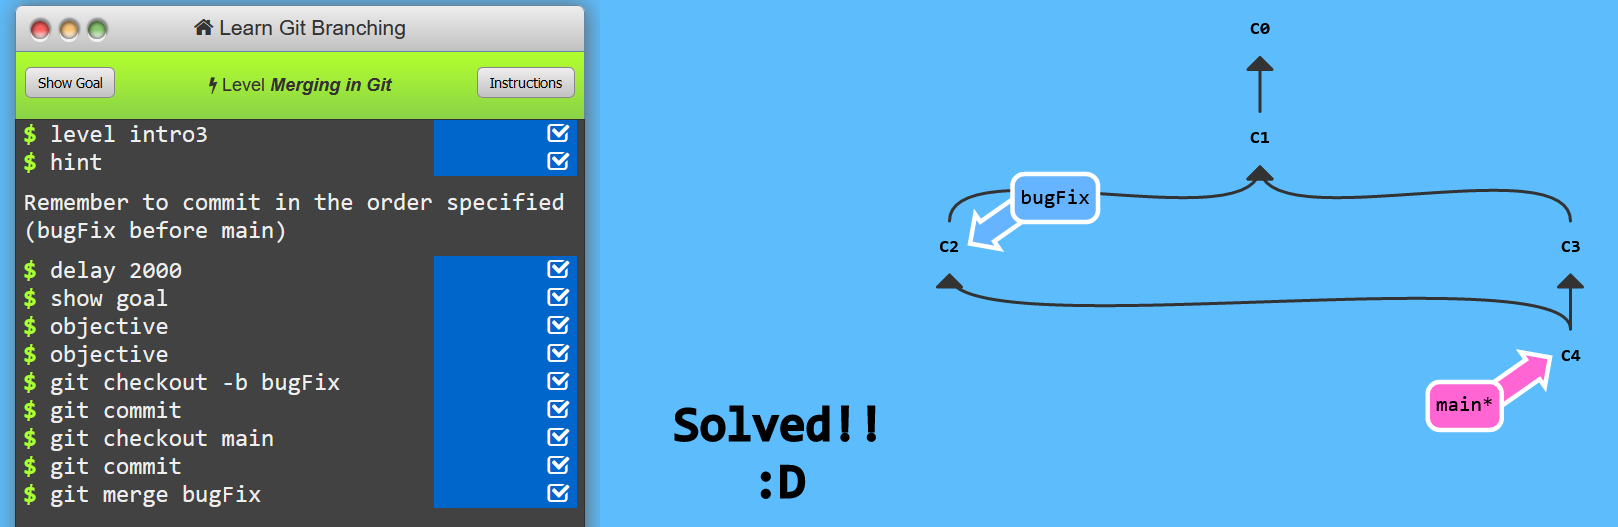 Learn Git Branching
Show Goal
Level Merging in Git
Instructions
$ level intro3
$ hint
Remember to commit in the order specified
(bugFix before main)
$ delay 2000
$ show goal
$ objective
$ objective
$ git checkout -b bugFix
$ git commit
$ git checkout main
$ git commit
$ git merge bugFix
C0
C1
bugFix
C2
C3
C4
main*
Solved!!
:D